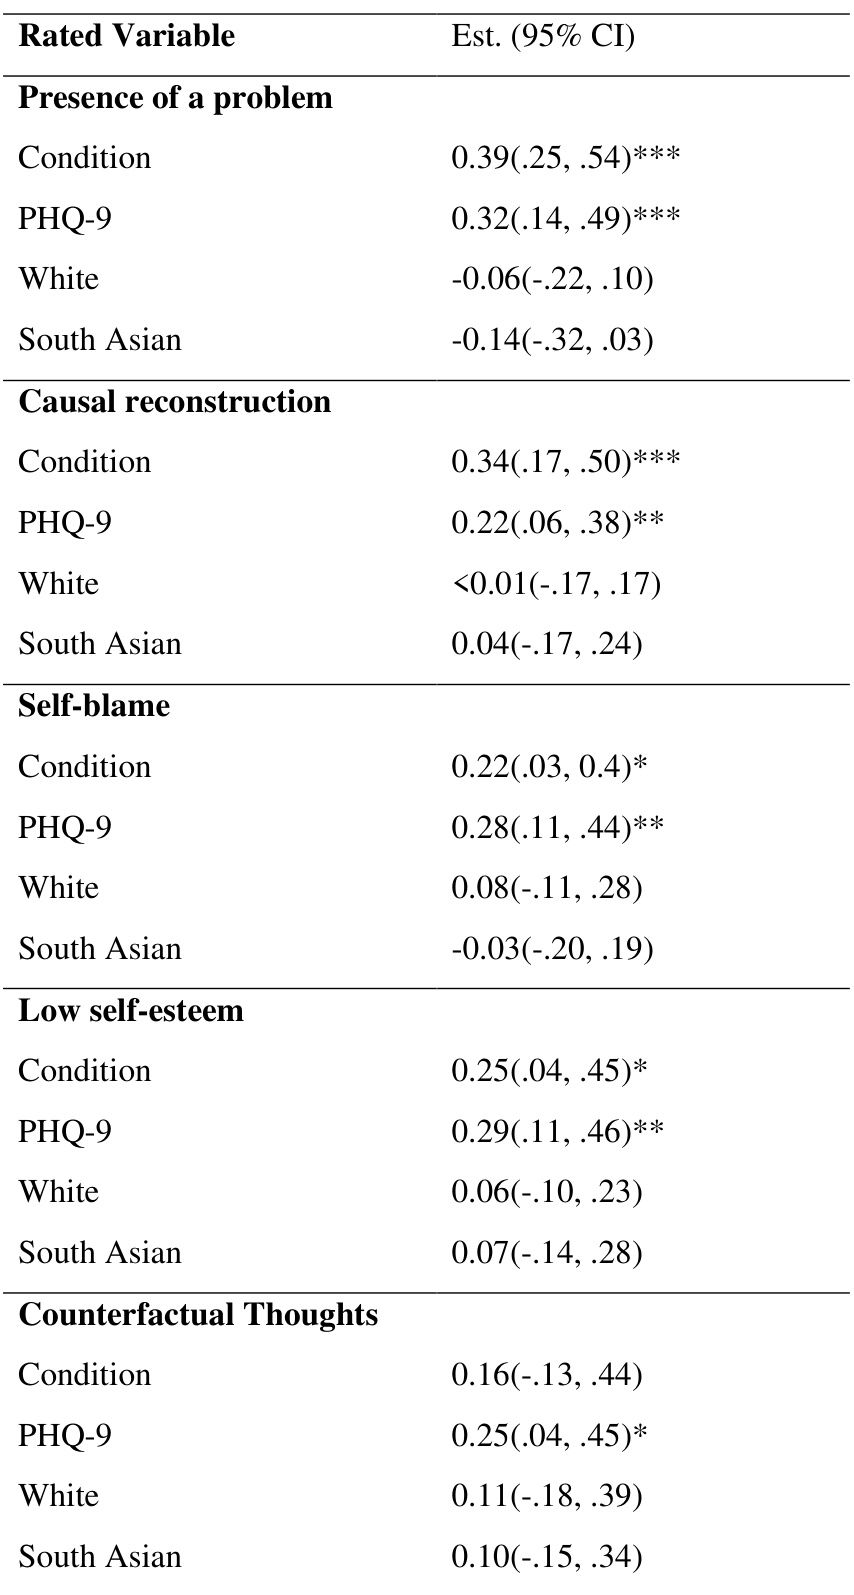 Rated Variable Est. (95% CI)
Presence of a problem
Condition 0.39(.25, .54)***
PHQ-9 0.32(.14, .49)***
White -0.06(-.22, .10)
South Asian -0.14(-.32, .03)
Causal reconstruction
Condition 0.34(.17, .50)***
PHQ-9 0.22(.06, .38)**
White <0.01(-.17, .17)
South Asian 0.04(-.17, .24)
Self-blame
Condition 0.22(.03, 0.4)*
PHQ-9 0.28(.11, .44)**
White 0.08(-.11, .28)
South Asian -0.03(-.20, .19)
Low self-esteem
Condition 0.25(.04, .45)*
PHQ-9 0.29(.11, .46)**
White 0.06(-.10, .23)
South Asian 0.07(-.14, .28)
Counterfactual Thoughts
Condition 0.16(-.13, .44)
PHQ-9 0.25(.04, .45)*
White 0.11(-.18, .39)
South Asian 0.10(-.15, .34)